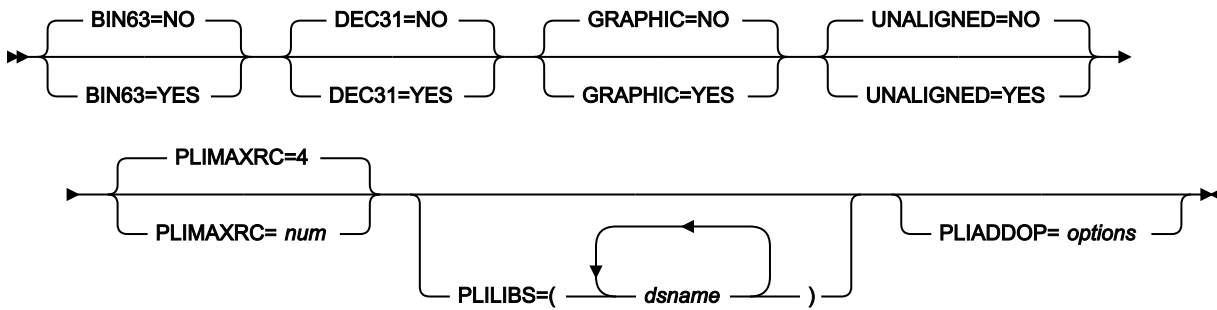 BIN63=NO DEC31=NO GRAPHIC=NO UNALIGNED=NO
BIN63=YES DEC31=YES GRAPHIC=YES UNALIGNED=YES
PLIMAXRC=4
PLIMAXRC= num PLIADDOP= options
PLILIBS=( dsname )